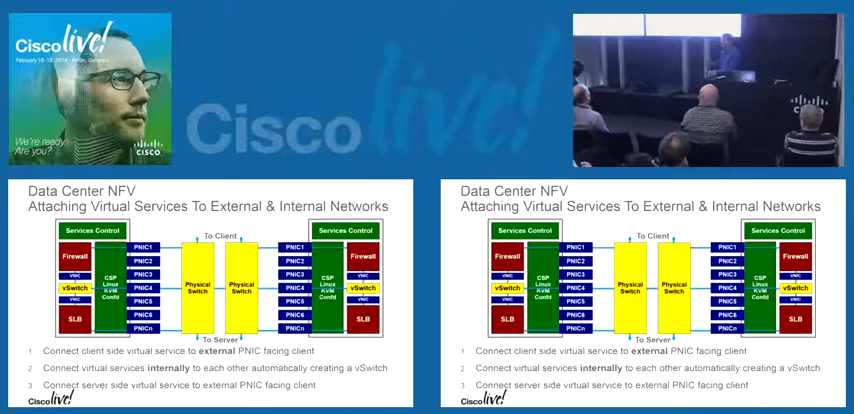 Cisco live!
February 15-19, 2016 · Berlin, Germany
We're ready.
Are you?
CISCO
Cisco live!
CISCO
Data Center NFV
Attaching Virtual Services To External & Internal Networks
Services Control
To Client
Services Control
Firewall
VNIC
vSwitch
VNIC
SLB
CSP
Linux
KVM
Confd
PNIC1
PNIC2
PNIC3
PNIC4
PNIC5
PNIC6
PNICn
Physical
Switch
Physical
Switch
PNIC1
PNIC2
PNIC3
PNIC4
PNIC5
PNIC6
PNICn
CSP
Linux
KVM
Confd
Firewall
VNIC
vSwitch
VNIC
SLB
To Server
1 Connect client side virtual service to external PNIC facing client
2 Connect virtual services internally to each other automatically creating a vSwitch
3 Connect server side virtual service to external PNIC facing client
Cisco live!
Data Center NFV
Attaching Virtual Services To External & Internal Networks
Services Control
To Client
Services Control
Firewall
VNIC
vSwitch
VNIC
SLB
CSP
Linux
KVM
Confd
PNIC1
PNIC2
PNIC3
PNIC4
PNIC5
PNIC6
PNICn
Physical
Switch
Physical
Switch
PNIC1
PNIC2
PNIC3
PNIC4
PNIC5
PNIC6
PNICn
CSP
Linux
KVM
Confd
Firewall
VNIC
vSwitch
VNIC
SLB
To Server
1 Connect client side virtual service to external PNIC facing client
2 Connect virtual services internally to each other automatically creating a vSwitch
3 Connect server side virtual service to external PNIC facing client
Cisco live!